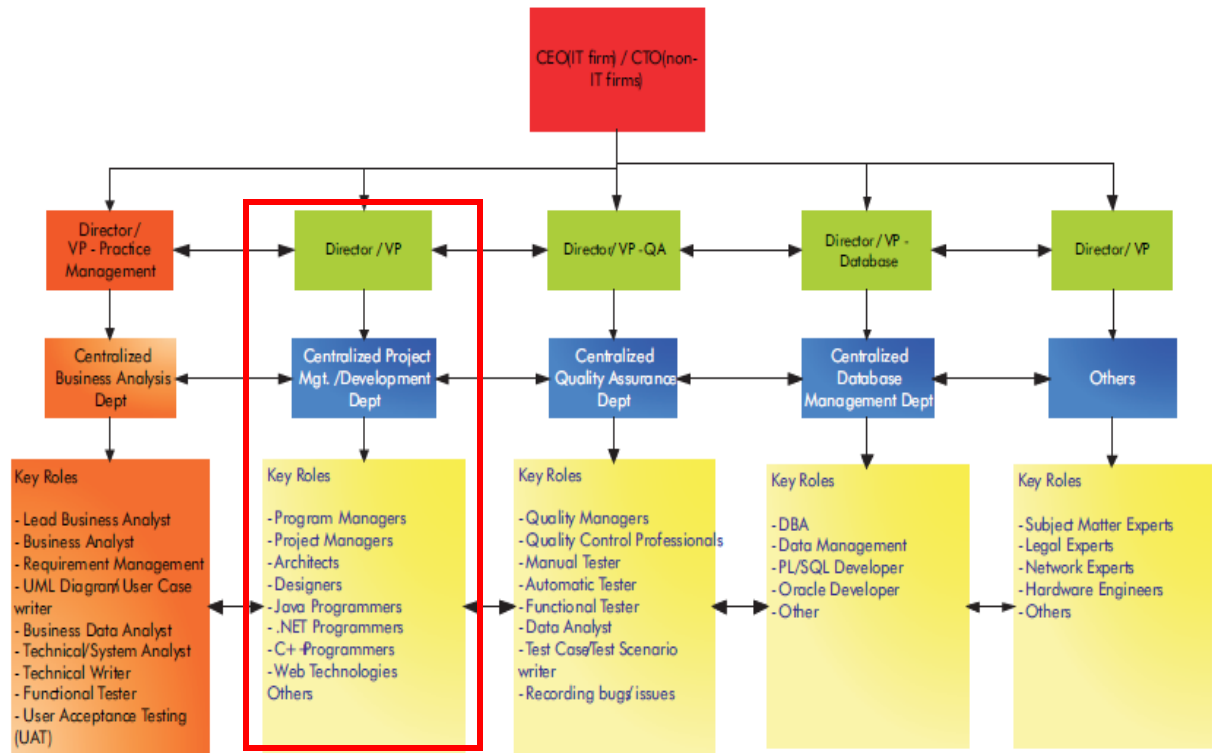 CEO(IT firm) / CTO(non-
IT firms)
Director/
VP - Practice
Management
Director / VP
Director/ VP -QA
Director/VP -
Database
Director/ VP
Centralized
Business Analysis
Dept
Centralized Project
Mgt. /Development
Dept
Centralized
Quality Assurance
Dept
Centralized
Database
Management Dept
Others
Key Roles
- Lead Business Analyst
- Business Analyst
- Requirement Management
- UML Diagram/ User Case
writer
- Business Data Analyst
- Technical/System Analyst
- Technical Writer
- Functional Tester
- User Acceptance Testing
(UAT)
Key Roles
- Program Managers
- Project Managers
- Architects
- Designers
- Java Programmers
- .NET Programmers
- C++Programmers
- Web Technologies
Others
Key Roles
- Quality Managers
- Quality Control Professionals
- Manual Tester
- Automatic Tester
- Functional Tester
- Data Analyst
- Test Case/Test Scenario
writer
- Recording bugs/ issues
Key Roles
- DBA
- Data Management
- PL/SQL Developer
- Oracle Developer
- Other
Key Roles
- Subject Matter Experts
- Legal Experts
- Network Experts
- Hardware Engineers
- Others